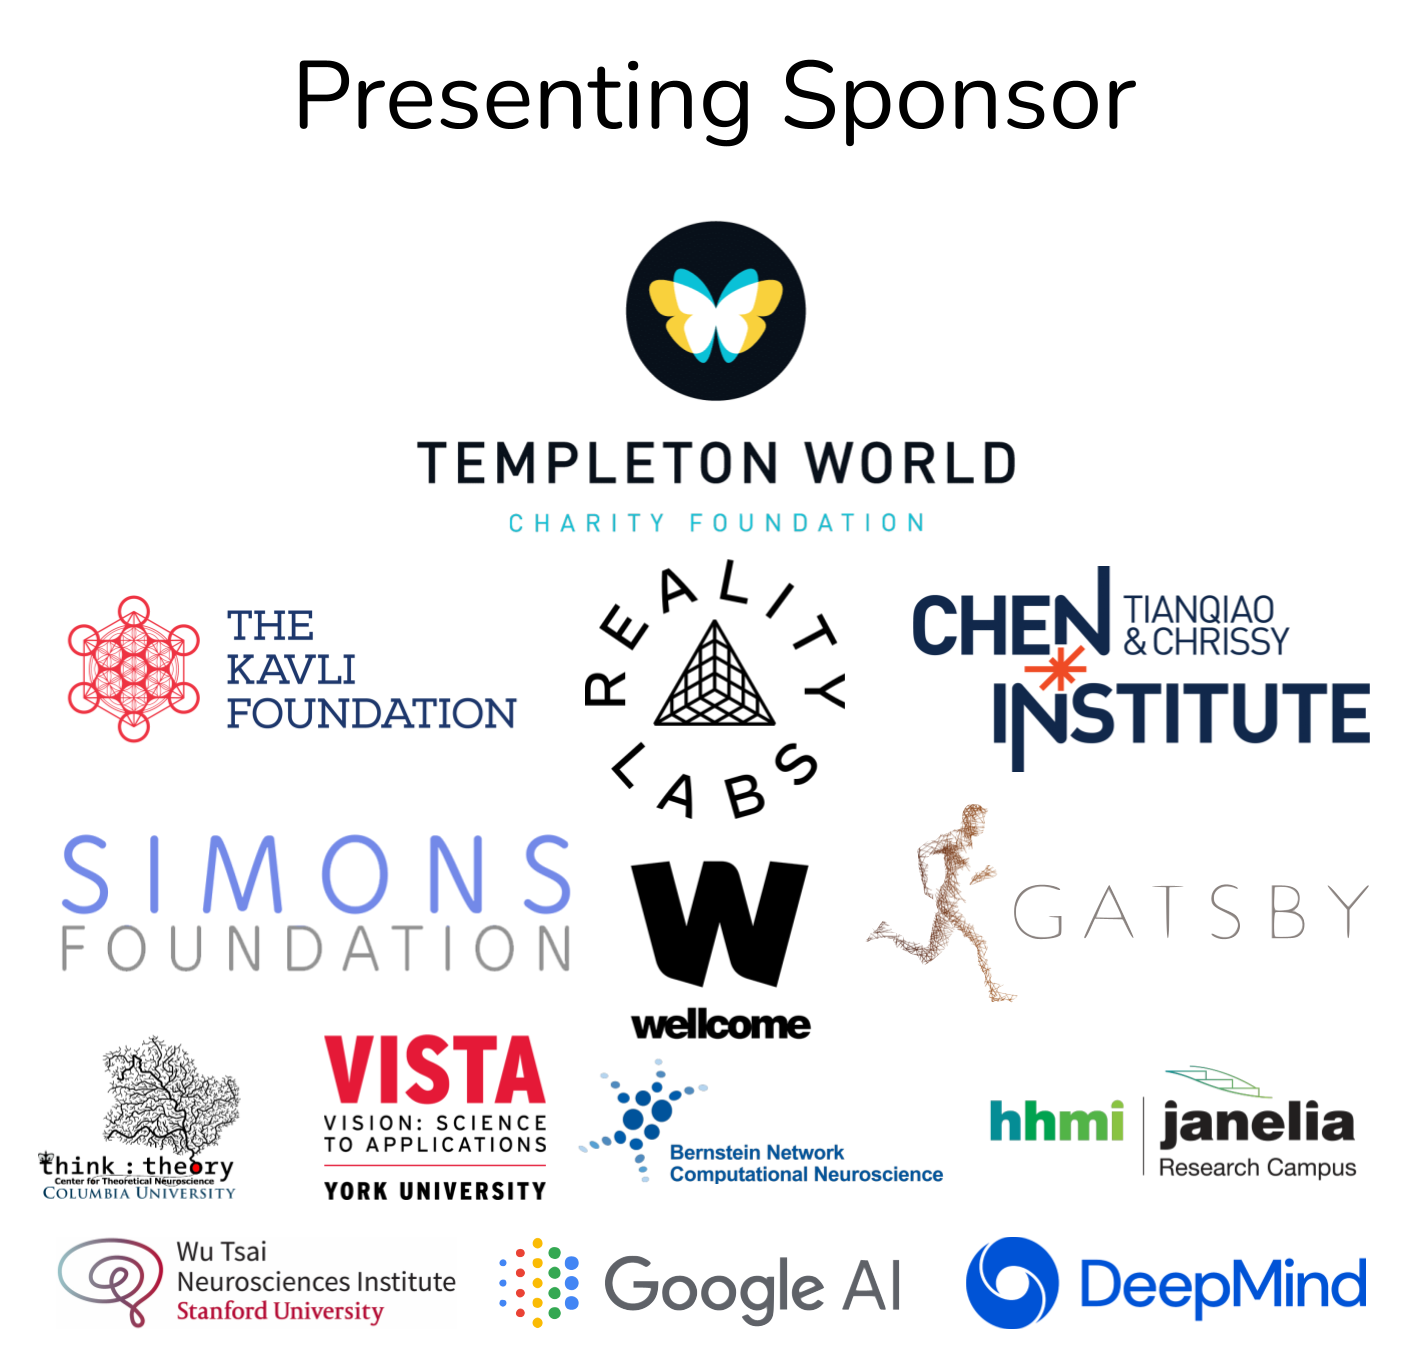 Presenting Sponsor
TEMPLETON WORLD
CHARITY FOUNDATION
THE
KAVLI
FOUNDATION
REALITY
LABS
CHEN TIANQIAO
& CHRISSY
INSTITUTE
SIMONS
FOUNDATION
W
wellcome
GATSBY
think : theory
Center for Theoretical Neuroscience
COLUMBIA UNIVERSITY
VISTA
VISION: SCIENCE
TO APPLICATIONS
YORK UNIVERSITY
Bernstein Network
Computational Neuroscience
hhmi janelia
Research Campus
Wu Tsai
Neurosciences Institute
Stanford University
Google AI
DeepMind